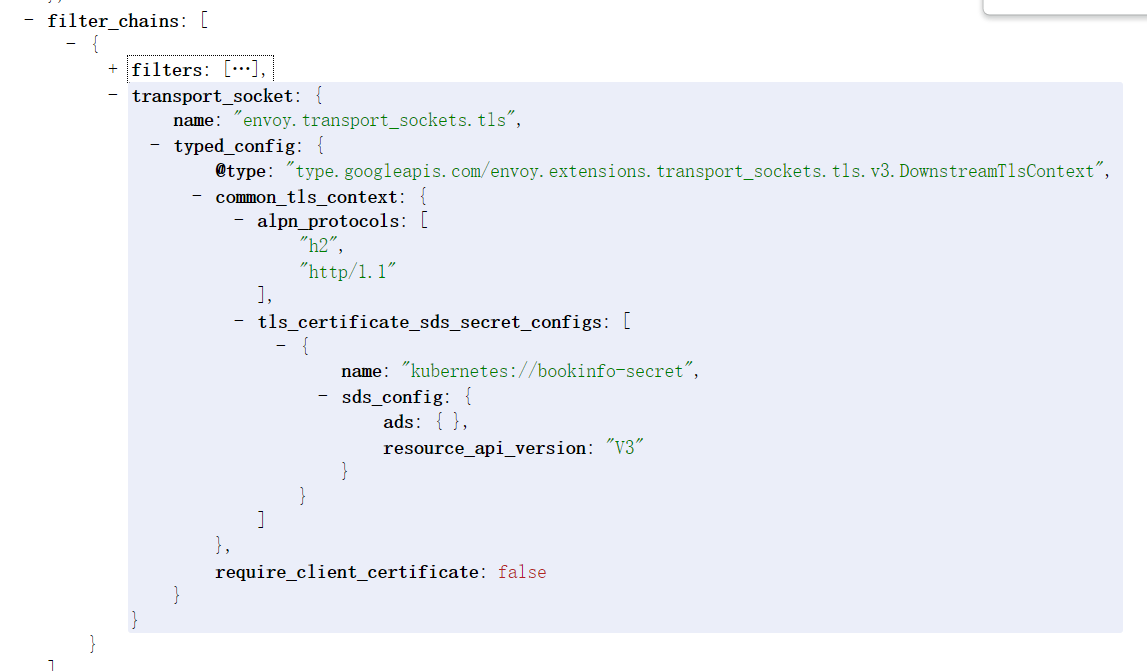 - filter_chains: [
- {
+ filters: [⋯],
- transport_socket: {
name: "envoy.transport_sockets.tls",
- typed_config: {
@type: "type.googleapis.com/envoy.extensions.transport_sockets.tls.v3.DownstreamTlsContext",
- common_tls_context: {
- alpn_protocols: [
"h2",
"http/1.1"
],
- tls_certificate_sds_secret_configs: [
- {
name: "kubernetes://bookinfo-secret",
- sds_config: {
ads: { },
resource_api_version: "V3"
}
}
]
},
require_client_certificate: false
}
}
}
]